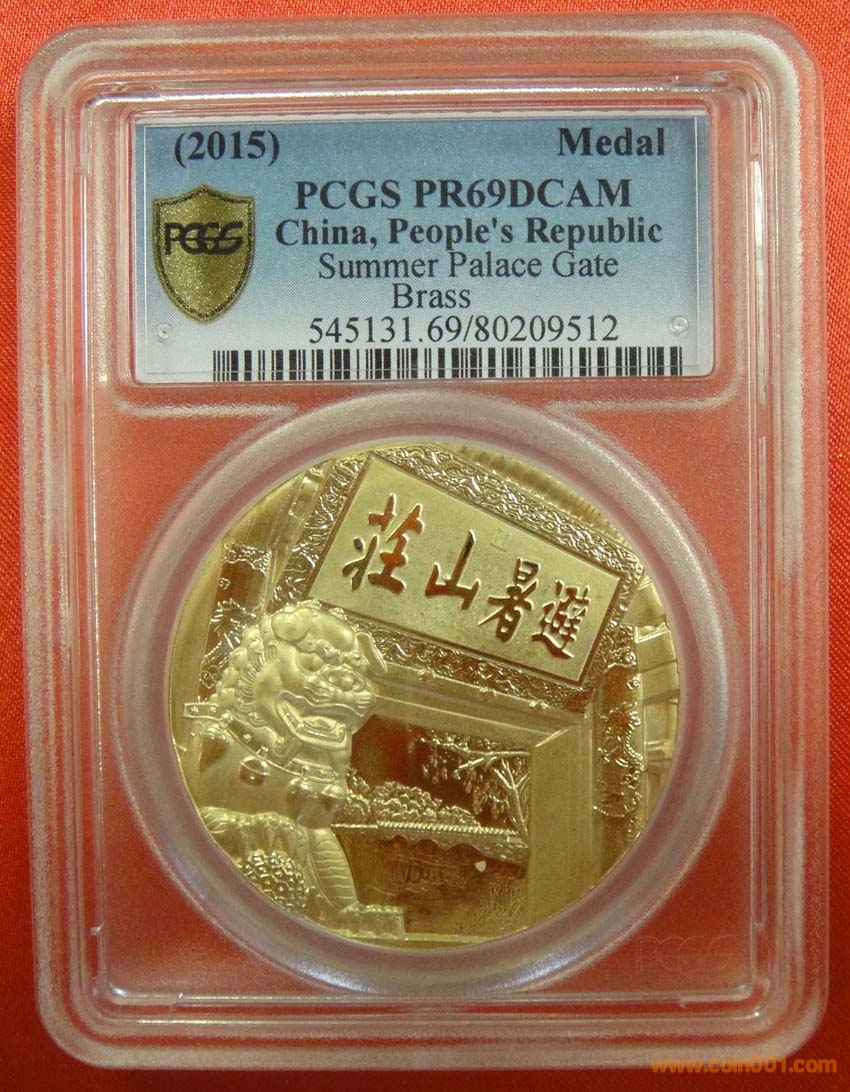 (2015) Medal
PCGS PR69DCAM
PCGS
China, People's Republic
Summer Palace Gate
Brass
545131.69/80209512
莊山暑避
PCGS
www.coin001.com